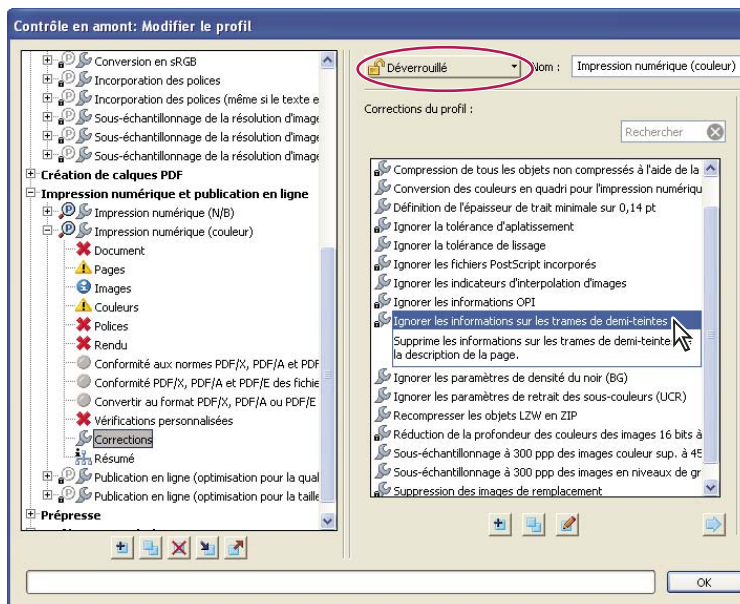 Contrôle en amont: Modifier le profil
Conversion en sRGB
Incorporation des polices
Incorporation des polices (même si le texte e
Sous-échantillonnage de la résolution d'image
Sous-échantillonnage de la résolution d'image
Sous-échantillonnage de la résolution d'image
Création de calques PDF
Impression numérique et publication en ligne
Impression numérique (N/B)
Impression numérique (couleur)
Document
Pages
Images
Couleurs
Polices
Rendu
Conformité aux normes PDF/X, PDF/A et PDF
Conformité PDF/X, PDF/A et PDF/E des fichie
Convertir au format PDF/X, PDF/A ou PDF/E
Vérifications personnalisées
Corrections
Résumé
Publication en ligne (optimisation pour la qual
Publication en ligne (optimisation pour la taille
Prépresse
Déverrouillé
Nom : Impression numérique (couleur)
Corrections du profil :
Rechercher
Compression de tous les objets non compressés à l'aide de la
Conversion des couleurs en quadri pour l'impression numériqu
Définition de l'épaisseur de trait minimale sur 0,14 pt
Ignorer la tolérance d'aplatissement
Ignorer la tolérance de lissage
Ignorer les fichiers PostScript incorporés
Ignorer les indicateurs d'interpolation d'images
Ignorer les informations OPI
Ignorer les informations sur les trames de demi-teintes
Supprime les informations sur les trames de demi-teinte
la description de la page.
Ignorer les paramètres de densité du noir (BG)
Ignorer les paramètres de retrait des sous-couleurs (UCR)
Recompresser les objets LZW en ZIP
Réduction de la profondeur des couleurs des images 16 bits à
Sous-échantillonnage à 300 ppp des images couleur sup. à 45
Sous-échantillonnage à 300 ppp des images en niveaux de gr
Suppression des images de remplacement
OK